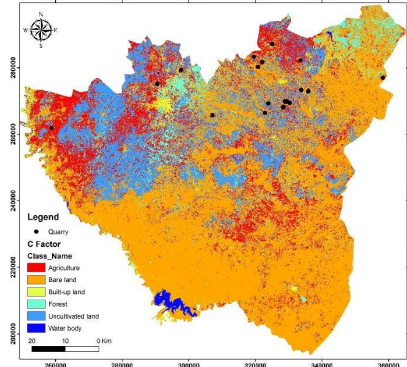 N
W E
S
280000
260000
240000
220000
200000
Legend
Quarry
C Factor
Class_Name
Agriculture
Bare land
Built-up land
Forest
Uncultivated land
Water body
20 10 0 Km
260000 280000 300000 320000 340000 360000